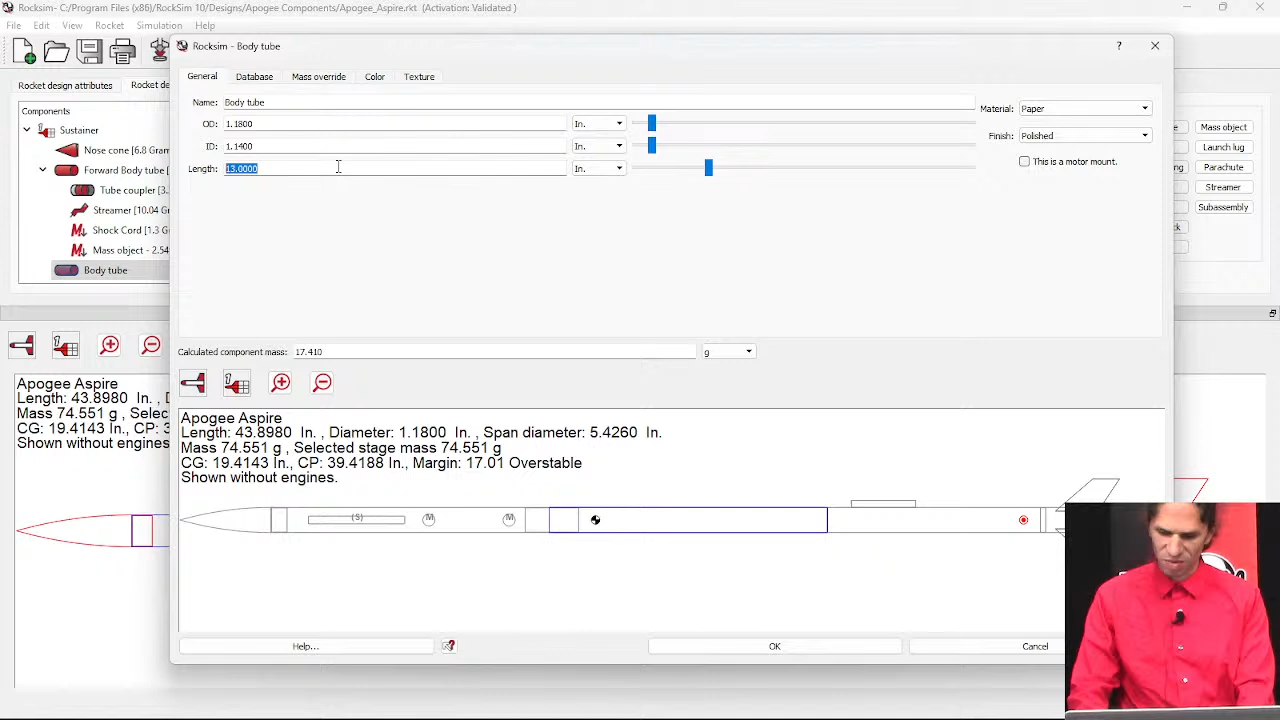 Rocksim- C:/Program Files (x86)/RockSim 10/Designs/Apogee Components/Apogee_Aspire.rkt (Activation: Validated )
File Edit View Rocket Simulation Help
Rocksim - Body tube
?
Rocket design attributes
General Database Mass override Color Texture
Components
Name: Body tube
OD: 1.1800 In.
ID: 1.1400 In.
Length: 13.0000 In.
Material: Paper
Finish: Polished
This is a motor mount.
Mass object
Launch lug
Parachute
Streamer
Subassembly
Sustainer
Nose cone [6.8 Gram
Forward Body tube [
Tube coupler [3.
Streamer [10.04 Gr
Shock Cord [1.3 G
Mass object - 2.54
Body tube
Calculated component mass: 17.410 g
Apogee Aspire
Length: 43.8980 In. ,
Mass 74.551 g , Selec
CG: 19.4143 In., CP: 3
Shown without engines
Apogee Aspire
Length: 43.8980 In. , Diameter: 1.1800 In. , Span diameter: 5.4260 In.
Mass 74.551 g , Selected stage mass 74.551 g
CG: 19.4143 In., CP: 39.4188 In., Margin: 17.01 Overstable
Shown without engines.
(S) M M
Help... OK Cancel